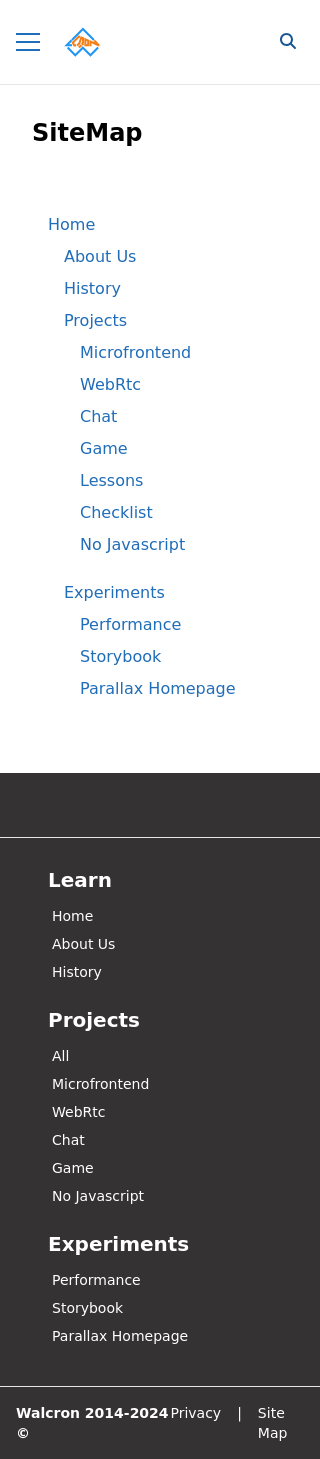 SiteMap
Home
About Us
History
Projects
Microfrontend
WebRtc
Chat
Game
Lessons
Checklist
No Javascript
Experiments
Performance
Storybook
Parallax Homepage
Learn
Home
About Us
History
Projects
All
Microfrontend
WebRtc
Chat
Game
No Javascript
Experiments
Performance
Storybook
Parallax Homepage
Walcron 2014-2024 Privacy | Site
© Map